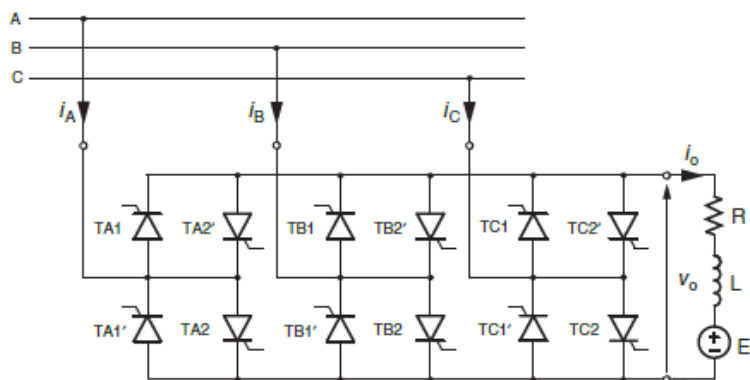 A
B
C
iA
iB
iC
io
TA1
TA2′
TB1
TB2′
TC1
TC2′
R
vo
L
TA1′
TA2
TB1′
TB2
TC1′
TC2
E